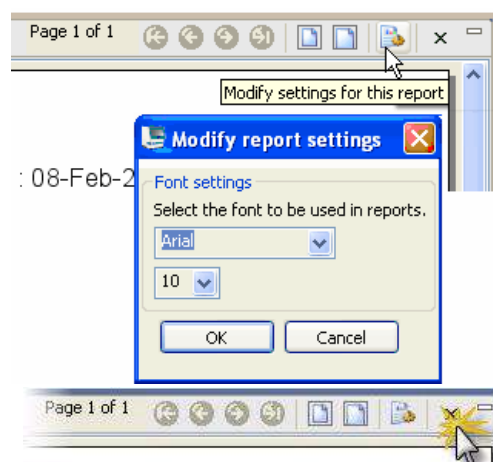 Page 1 of 1
Modify settings for this report
: 08-Feb-2
Modify report settings
Font settings
Select the font to be used in reports.
Arial
10
OK Cancel
Page 1 of 1